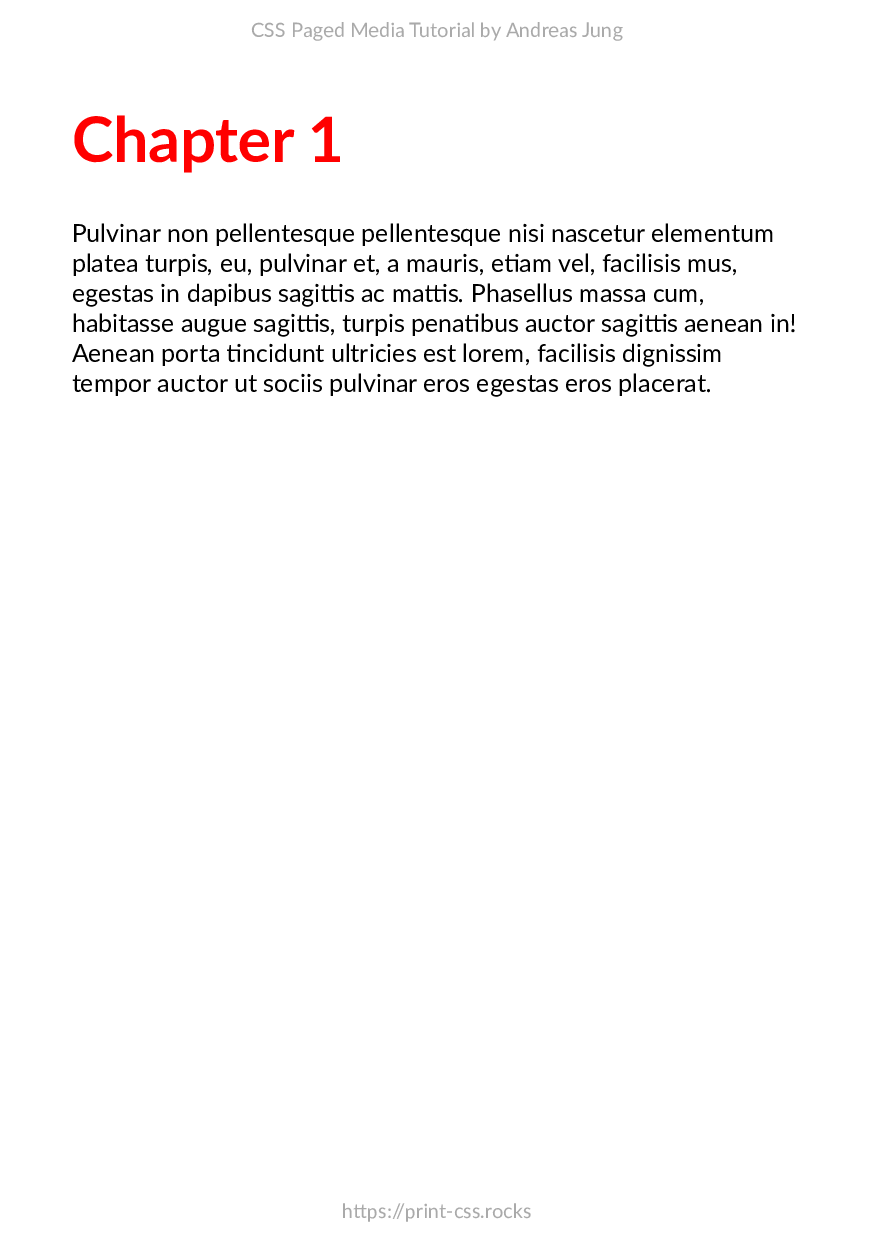 CSS Paged Media Tutorial by Andreas Jung
Chapter 1
Pulvinar non pellentesque pellentesque nisi nascetur elementum
platea turpis, eu, pulvinar et, a mauris, etiam vel, facilisis mus,
egestas in dapibus sagittis ac mattis. Phasellus massa cum,
habitasse augue sagittis, turpis penatibus auctor sagittis aenean in!
Aenean porta tincidunt ultricies est lorem, facilisis dignissim
tempor auctor ut sociis pulvinar eros egestas eros placerat.
https://print-css.rocks